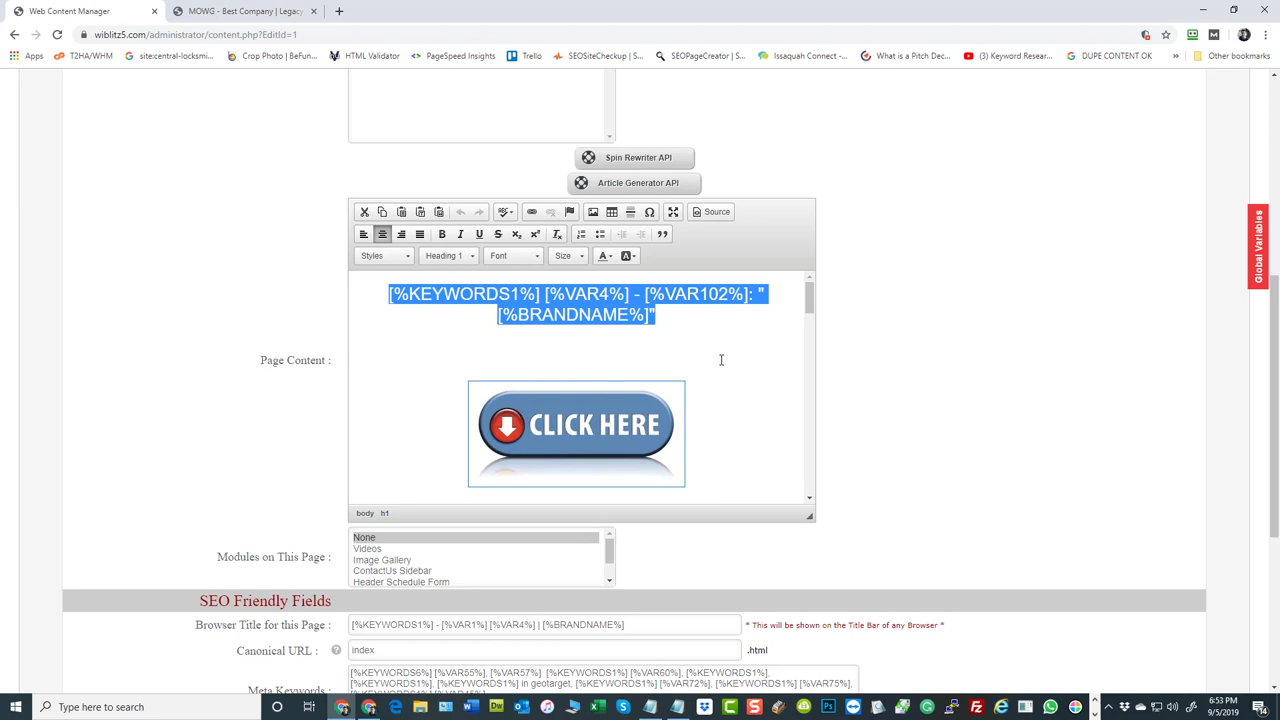 Web Content Manager
MOWG - Best Company | Legacy
wiblitz5.com/administrator/content.php?EditId=1
Apps
T2HA/WHM
site:central-locksmi...
Crop Photo | BeFun...
HTML Validator
PageSpeed Insights
Trello
SEOSiteCheckup | S...
SEOPageCreator | S...
Issaquah Connect -...
What is a Pitch Dec...
(3) Keyword Resear...
DUPE CONTENT OK
»
Other bookmarks
Spin Rewriter API
Article Generator API
Source
Styles
Heading 1
Font
Size
[%KEYWORDS1%] [%VAR4%] - [%VAR102%]: "
[%BRANDNAME%]"
Global Variables
Page Content :
CLICK HERE
body h1
Modules on This Page :
None
Videos
Image Gallery
ContactUs Sidebar
Header Schedule Form
SEO Friendly Fields
Browser Title for this Page :
[%KEYWORDS1%] - [%VAR1%] [%VAR4%] | [%BRANDNAME%]
* This will be shown on the Title Bar of any Browser *
Canonical URL :
index
.html
Meta Keywords :
[%KEYWORDS6%] [%VAR55%], [%VAR57%], [%KEYWORDS1%] [%VAR60%], [%KEYWORDS1%],
[%KEYWORDS1%], [%KEYWORDS1%] in geotarget, [%KEYWORDS1%] [%VAR72%], [%KEYWORDS1%] [%VAR75%],
Type here to search
6:53 PM
9/5/2019